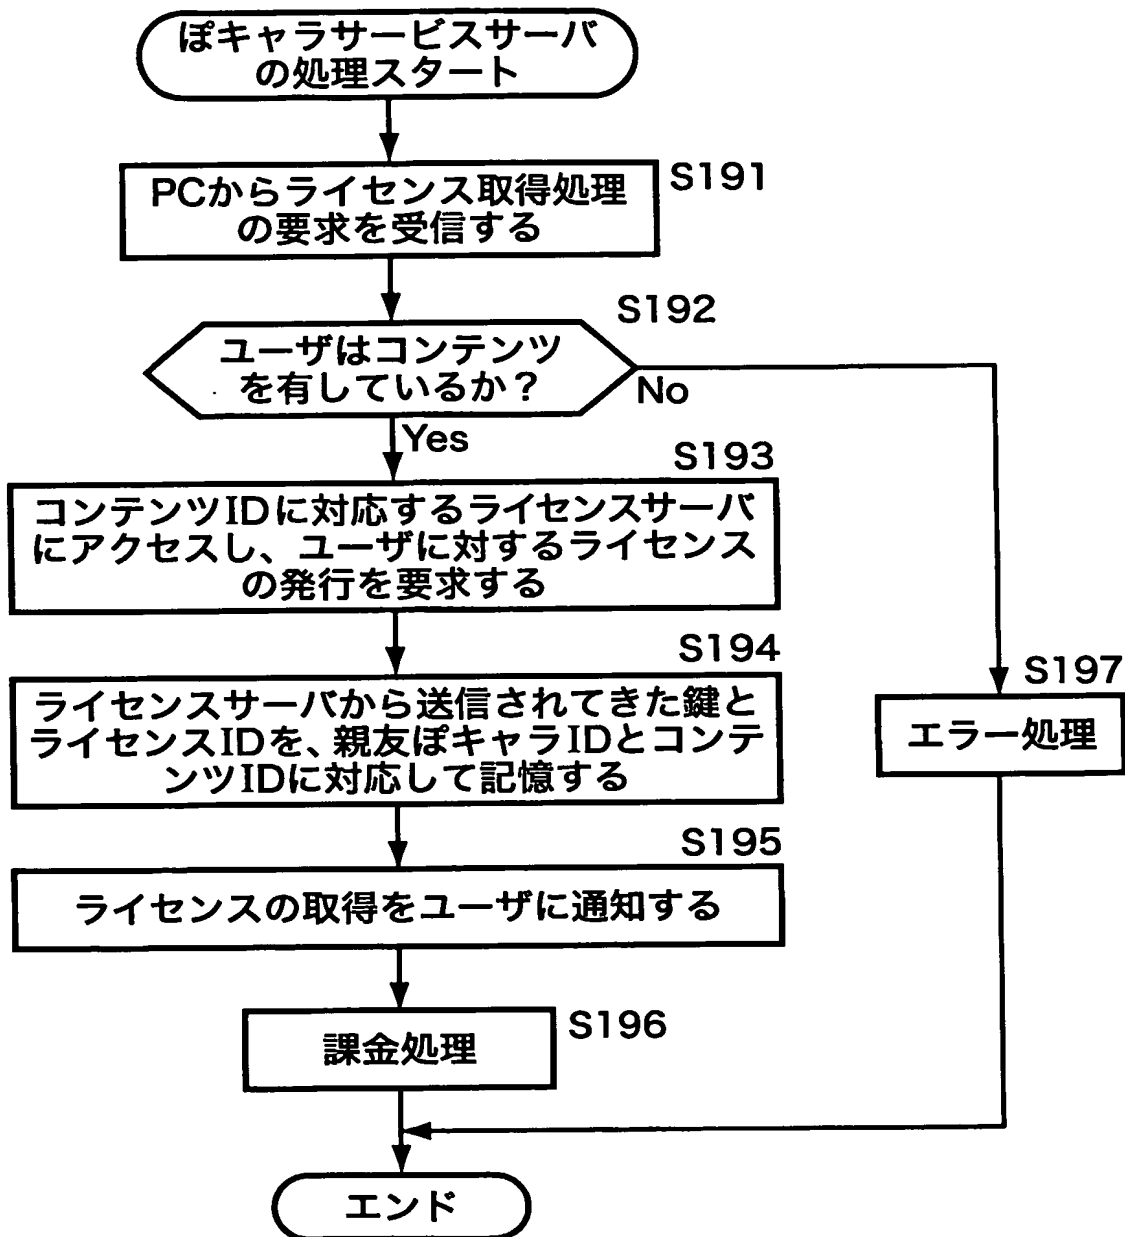 ぽキャラサービスサーバ
の処理スタート
S191
PCからライセンス取得処理
の要求を受信する
S192
ユーザはコンテンツ
を有しているか？
No
Yes
S193
コンテンツIDに対応するライセンスサーバ
にアクセスし、ユーザに対するライセンス
の発行を要求する
S194
ライセンスサーバから送信されてきた鍵と
ライセンスIDを、親友ぽキャラIDとコンテ
ンツIDに対応して記憶する
S197
エラー処理
S195
ライセンスの取得をユーザに通知する
S196
課金処理
エンド